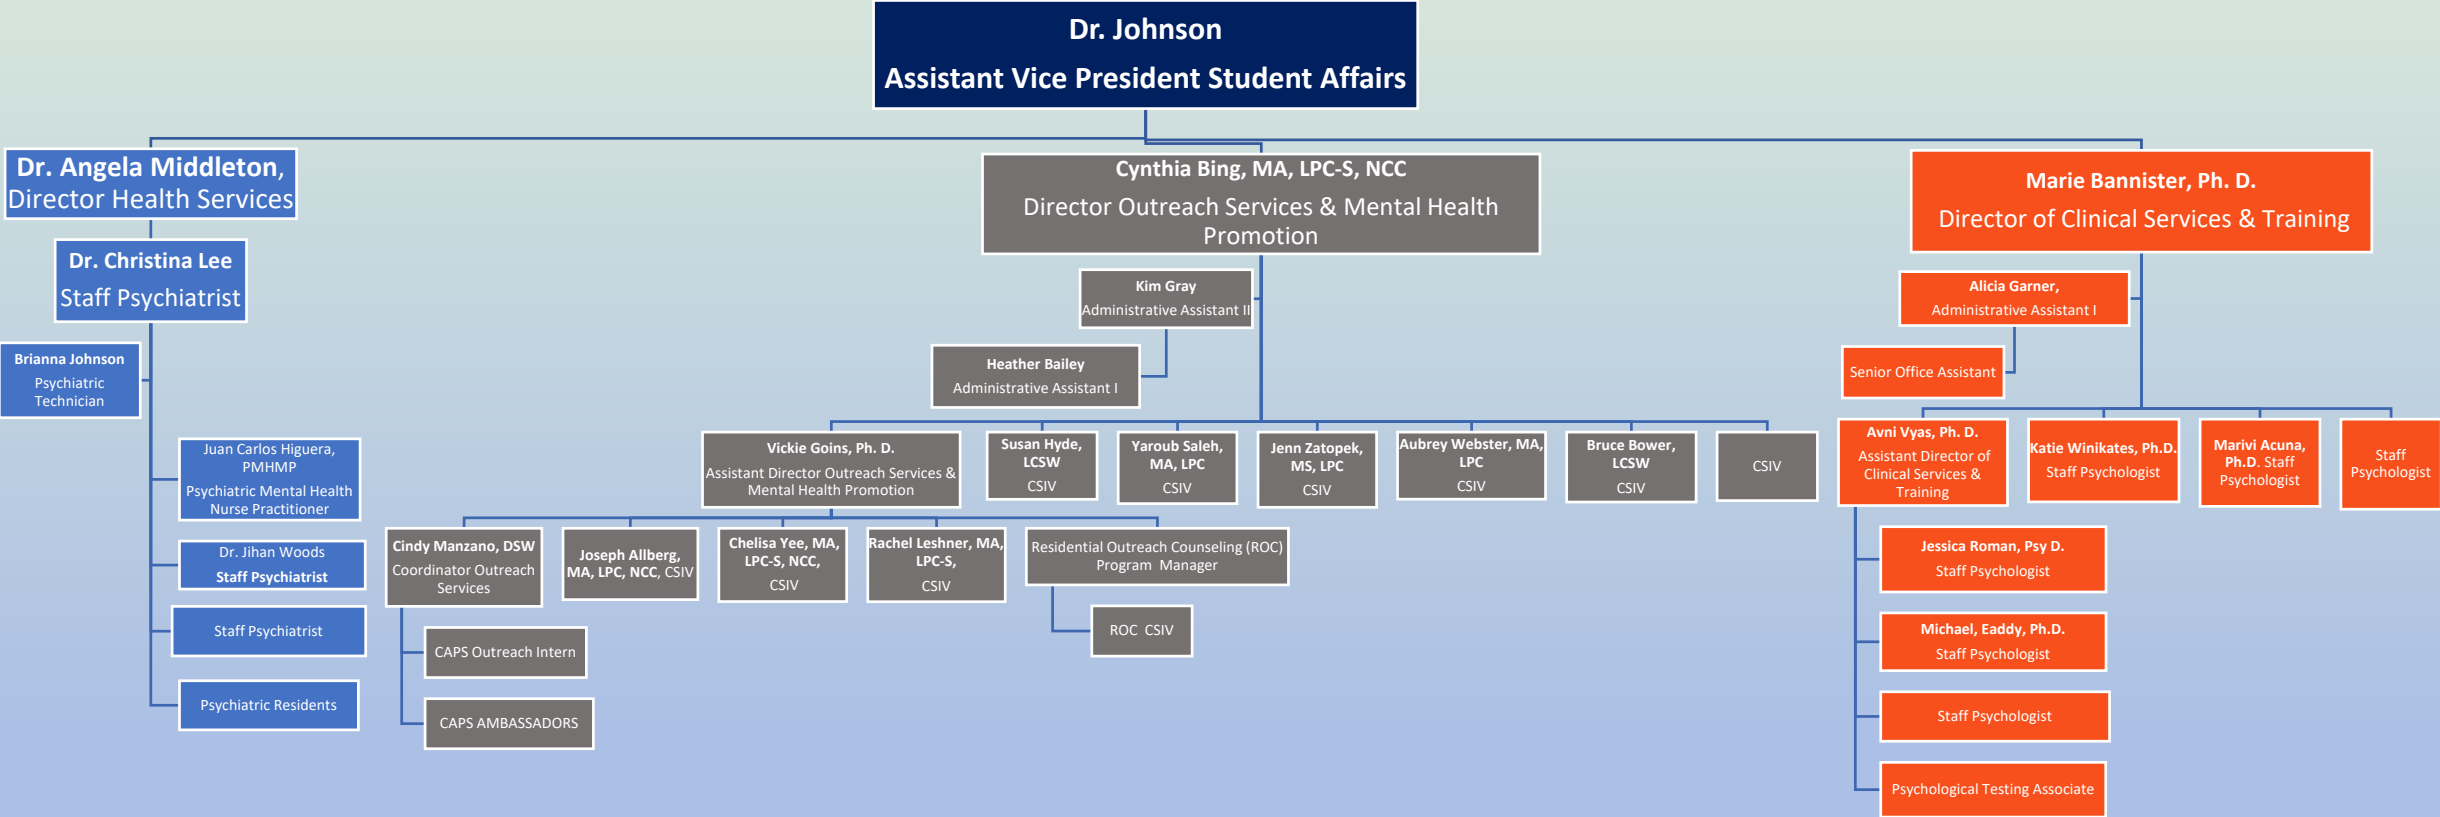 Dr. Johnson
Assistant Vice President Student Affairs
Dr. Angela Middleton,
Director Health Services
Cynthia Bing, MA, LPC-S, NCC
Director Outreach Services & Mental Health
Promotion
Marie Bannister, Ph. D.
Director of Clinical Services & Training
Dr. Christina Lee
Staff Psychiatrist
Kim Gray
Administrative Assistant II
Alicia Garner,
Administrative Assistant I
Brianna Johnson
Psychiatric
Technician
Heather Bailey
Administrative Assistant I
Senior Office Assistant
Juan Carlos Higuera,
PMHMP
Psychiatric Mental Health
Nurse Practitioner
Vickie Goins, Ph. D.
Assistant Director Outreach Services &
Mental Health Promotion
Susan Hyde,
LCSW
CSIV
Yaroub Saleh,
MA, LPC
CSIV
Jenn Zatopek,
MS, LPC
CSIV
Aubrey Webster, MA,
LPC
CSIV
Bruce Bower,
LCSW
CSIV
CSIV
Avni Vyas, Ph. D.
Assistant Director of
Clinical Services &
Training
Katie Winikates, Ph.D.
Staff Psychologist
Marivi Acuna,
Ph.D. Staff
Psychologist
Staff
Psychologist
Dr. Jihan Woods
Staff Psychiatrist
Cindy Manzano, DSW
Coordinator Outreach
Services
Joseph Allberg,
MA, LPC, NCC, CSIV
Chelisa Yee, MA,
LPC-S, NCC,
CSIV
Rachel Leshner, MA,
LPC-S,
CSIV
Residential Outreach Counseling (ROC)
Program Manager
Jessica Roman, Psy D.
Staff Psychologist
Staff Psychiatrist
CAPS Outreach Intern
ROC CSIV
Michael, Eaddy, Ph.D.
Staff Psychologist
Psychiatric Residents
CAPS AMBASSADORS
Staff Psychologist
Psychological Testing Associate